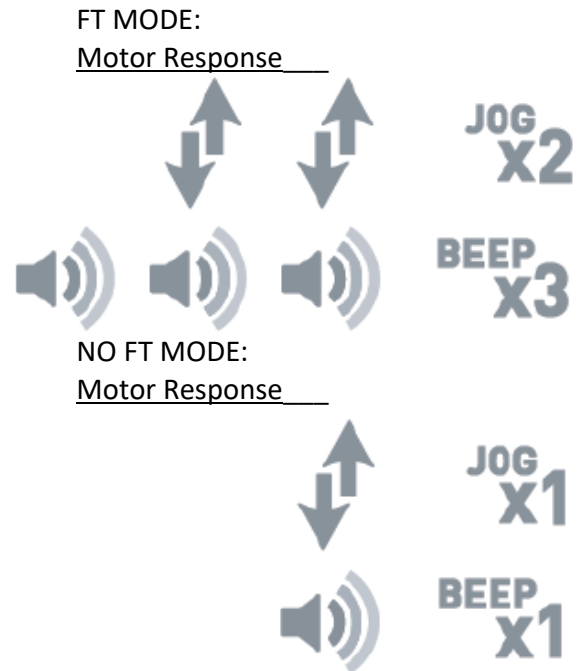 FT MODE:
Motor Response___
JOG
X2
BEEP
X3
NO FT MODE:
Motor Response___
JOG
X1
BEEP
X1